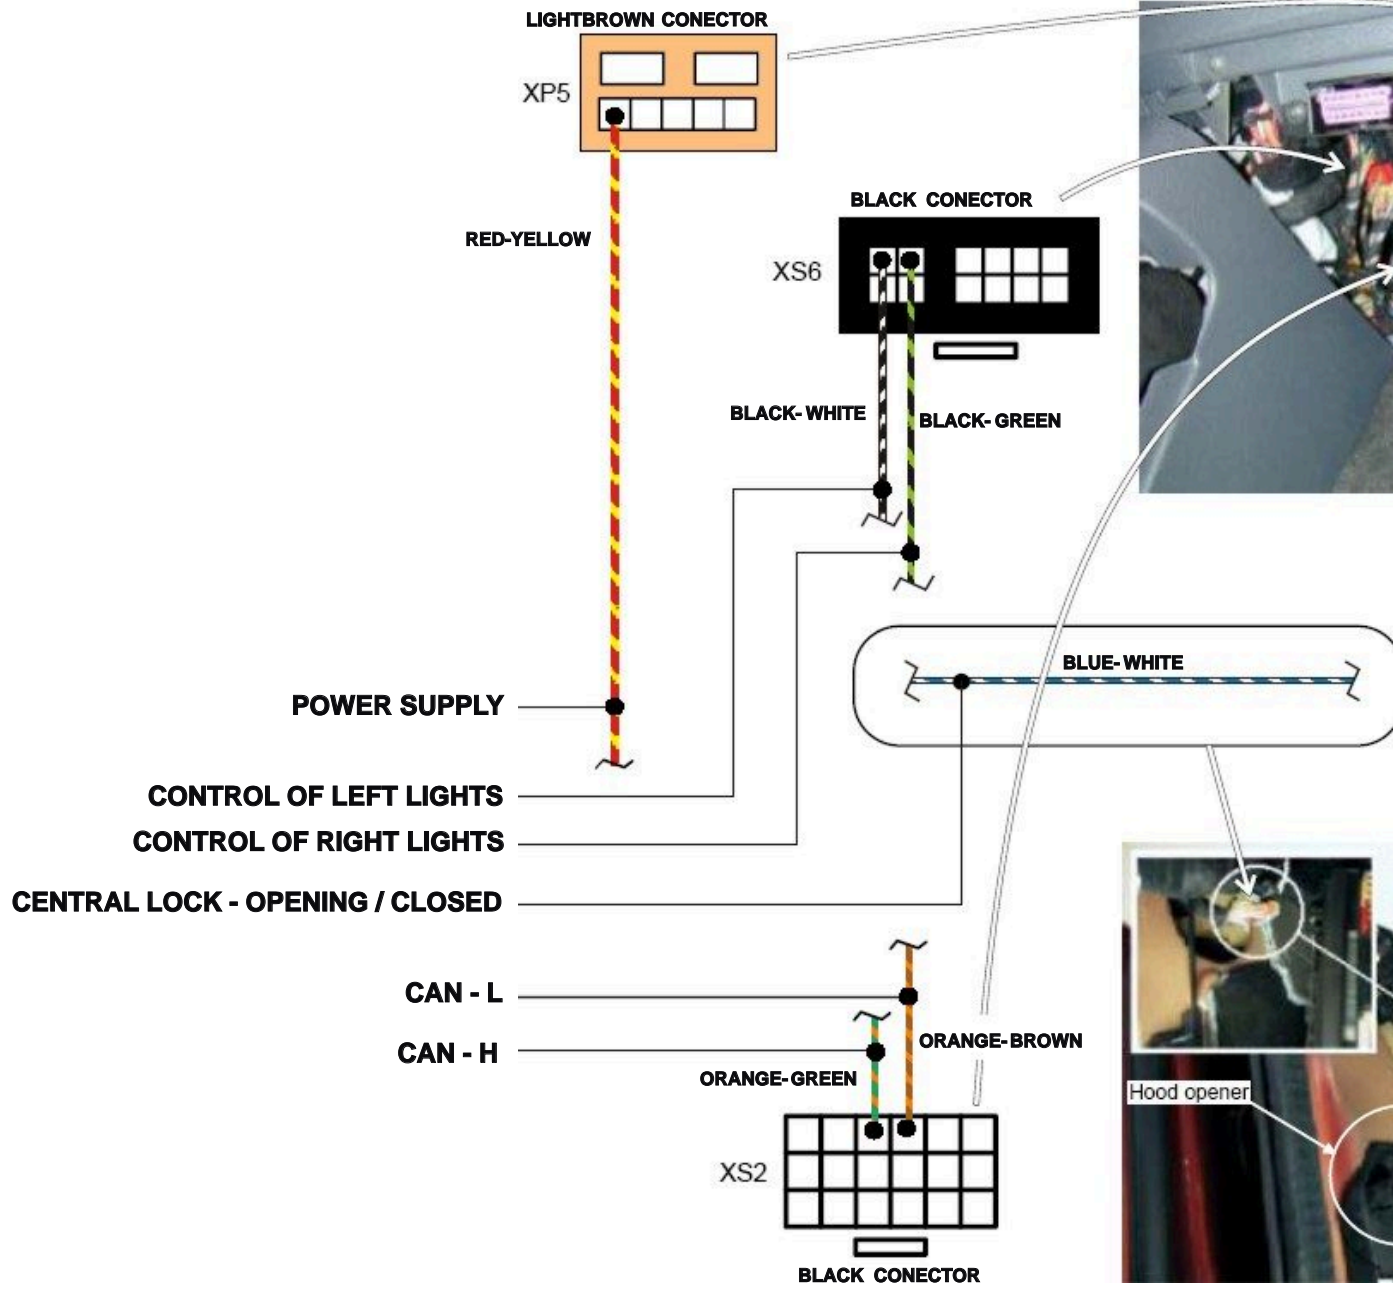 LIGHTBROWN CONECTOR
XP5
RED-YELLOW
BLACK CONECTOR
XS6
BLACK-WHITE
BLACK-GREEN
BLUE-WHITE
POWER SUPPLY
CONTROL OF LEFT LIGHTS
CONTROL OF RIGHT LIGHTS
CENTRAL LOCK - OPENING / CLOSED
CAN - L
CAN - H
ORANGE-BROWN
ORANGE-GREEN
Hood opener
XS2
BLACK CONECTOR